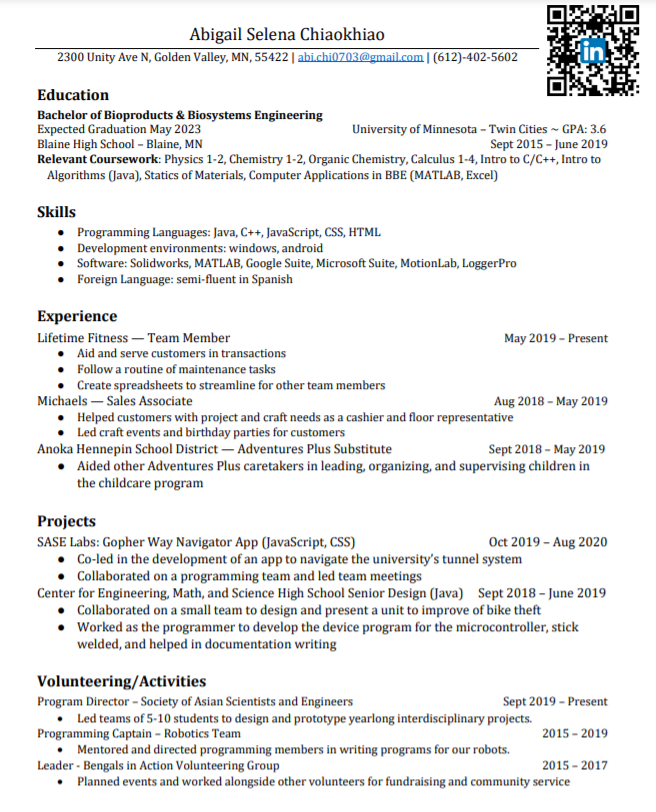 Abigail Selena Chiaokhiao
2300 Unity Ave N, Golden Valley, MN, 55422 | abi.chi0703@gmail.com | (612)-402-5602
in
Education
Bachelor of Bioproducts & Biosystems Engineering
Expected Graduation May 2023 University of Minnesota – Twin Cities ~ GPA: 3.6
Blaine High School – Blaine, MN Sept 2015 – June 2019
Relevant Coursework: Physics 1-2, Chemistry 1-2, Organic Chemistry, Calculus 1-4, Intro to C/C++, Intro to
Algorithms (Java), Statics of Materials, Computer Applications in BBE (MATLAB, Excel)
Skills
● Programming Languages: Java, C++, JavaScript, CSS, HTML
● Development environments: windows, android
● Software: Solidworks, MATLAB, Google Suite, Microsoft Suite, MotionLab, LoggerPro
● Foreign Language: semi-fluent in Spanish
Experience
Lifetime Fitness — Team Member May 2019 – Present
● Aid and serve customers in transactions
● Follow a routine of maintenance tasks
● Create spreadsheets to streamline for other team members
Michaels — Sales Associate Aug 2018 – May 2019
● Helped customers with project and craft needs as a cashier and floor representative
● Led craft events and birthday parties for customers
Anoka Hennepin School District — Adventures Plus Substitute Sept 2018 – May 2019
● Aided other Adventures Plus caretakers in leading, organizing, and supervising children in
the childcare program
Projects
SASE Labs: Gopher Way Navigator App (JavaScript, CSS) Oct 2019 – Aug 2020
● Co-led in the development of an app to navigate the university's tunnel system
● Collaborated on a programming team and led team meetings
Center for Engineering, Math, and Science High School Senior Design (Java) Sept 2018 – June 2019
● Collaborated on a small team to design and present a unit to improve of bike theft
● Worked as the programmer to develop the device program for the microcontroller, stick
welded, and helped in documentation writing
Volunteering/Activities
Program Director – Society of Asian Scientists and Engineers Sept 2019 – Present
• Led teams of 5-10 students to design and prototype yearlong interdisciplinary projects.
Programming Captain – Robotics Team 2015 – 2019
• Mentored and directed programming members in writing programs for our robots.
Leader - Bengals in Action Volunteering Group 2015 – 2017
• Planned events and worked alongside other volunteers for fundraising and community service